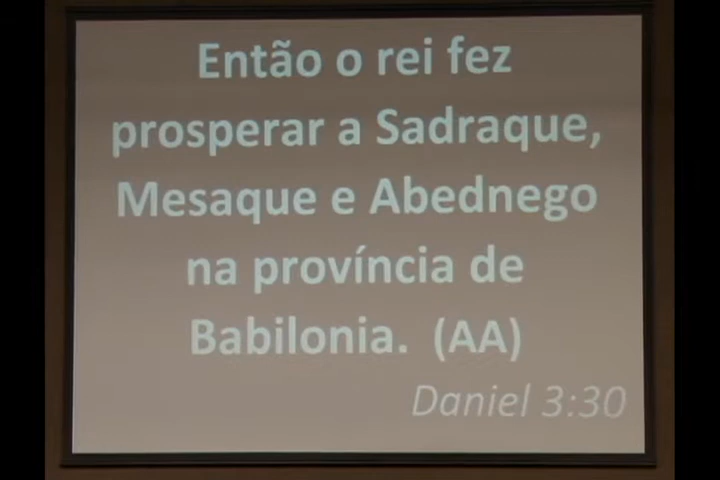 Então o rei fez
prosperar a Sadraque,
Mesaque e Abednego
na província de
Babilonia. (AA)
Daniel 3:30